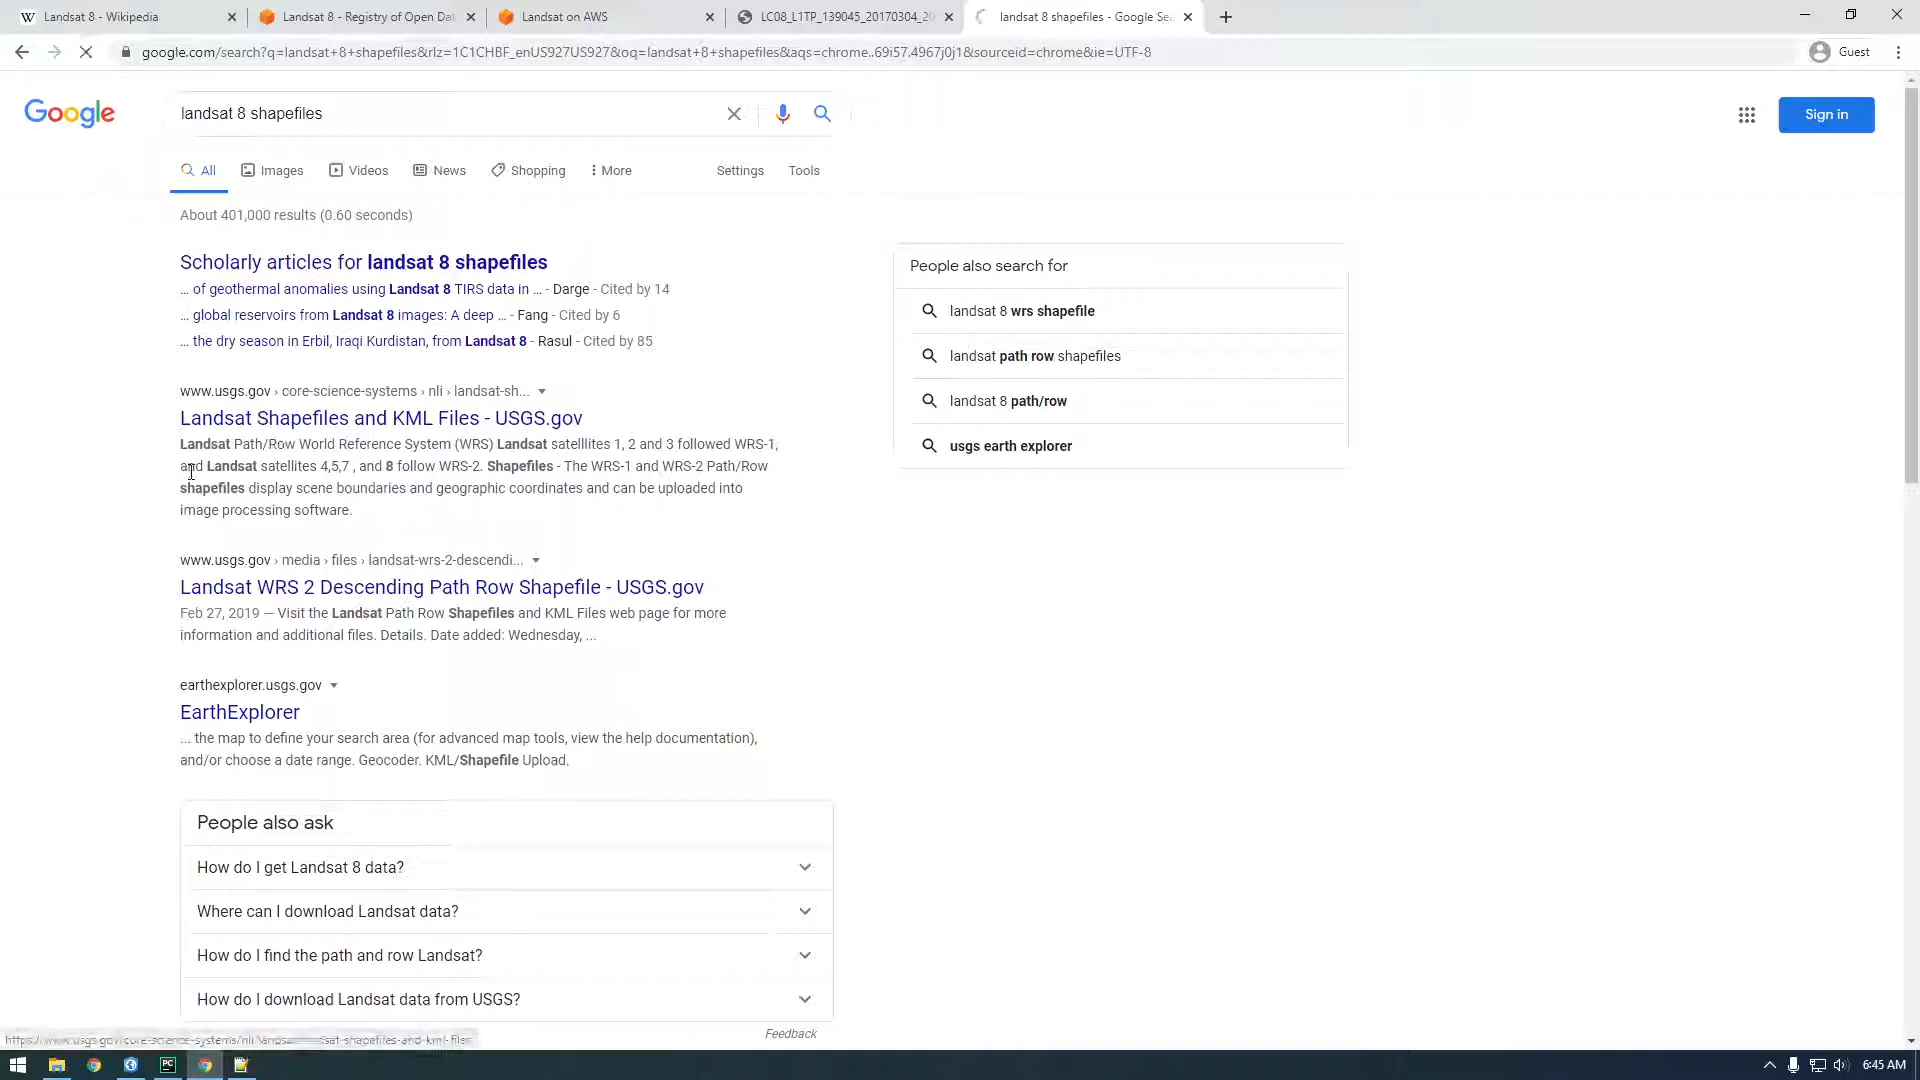 Landsat 8 - Wikipedia
Landsat 8 - Registry of Open Dat
Landsat on AWS
LC08_L1TP_139045_20170304_20
landsat 8 shapefiles - Google Sea
google.com/search?q=landsat+8+shapefiles&rlz=1C1CHBF_enUS927US927&oq=landsat+8+shapefiles&aqs=chrome..69i57.4967j0j1&sourceid=chrome&ie=UTF-8
Guest
Google
landsat 8 shapefiles
Sign in
All
Images
Videos
News
Shopping
More
Settings
Tools
About 401,000 results (0.60 seconds)
Scholarly articles for landsat 8 shapefiles
... of geothermal anomalies using Landsat 8 TIRS data in ... - Darge - Cited by 14
... global reservoirs from Landsat 8 images: A deep ... - Fang - Cited by 6
... the dry season in Erbil, Iraqi Kurdistan, from Landsat 8 - Rasul - Cited by 85
www.usgs.gov › core-science-systems › nli › landsat-sh...
Landsat Shapefiles and KML Files - USGS.gov
Landsat Path/Row World Reference System (WRS) Landsat satelllites 1, 2 and 3 followed WRS-1,
and Landsat satellites 4,5,7 , and 8 follow WRS-2. Shapefiles - The WRS-1 and WRS-2 Path/Row
shapefiles display scene boundaries and geographic coordinates and can be uploaded into
image processing software.
www.usgs.gov › media › files › landsat-wrs-2-descendi...
Landsat WRS 2 Descending Path Row Shapefile - USGS.gov
Feb 27, 2019 — Visit the Landsat Path Row Shapefiles and KML Files web page for more
information and additional files. Details. Date added: Wednesday, ...
earthexplorer.usgs.gov
EarthExplorer
... the map to define your search area (for advanced map tools, view the help documentation),
and/or choose a date range. Geocoder. KML/Shapefile Upload.
People also ask
How do I get Landsat 8 data?
Where can I download Landsat data?
How do I find the path and row Landsat?
How do I download Landsat data from USGS?
Feedback
People also search for
landsat 8 wrs shapefile
landsat path row shapefiles
landsat 8 path/row
usgs earth explorer
PC
6:45 AM